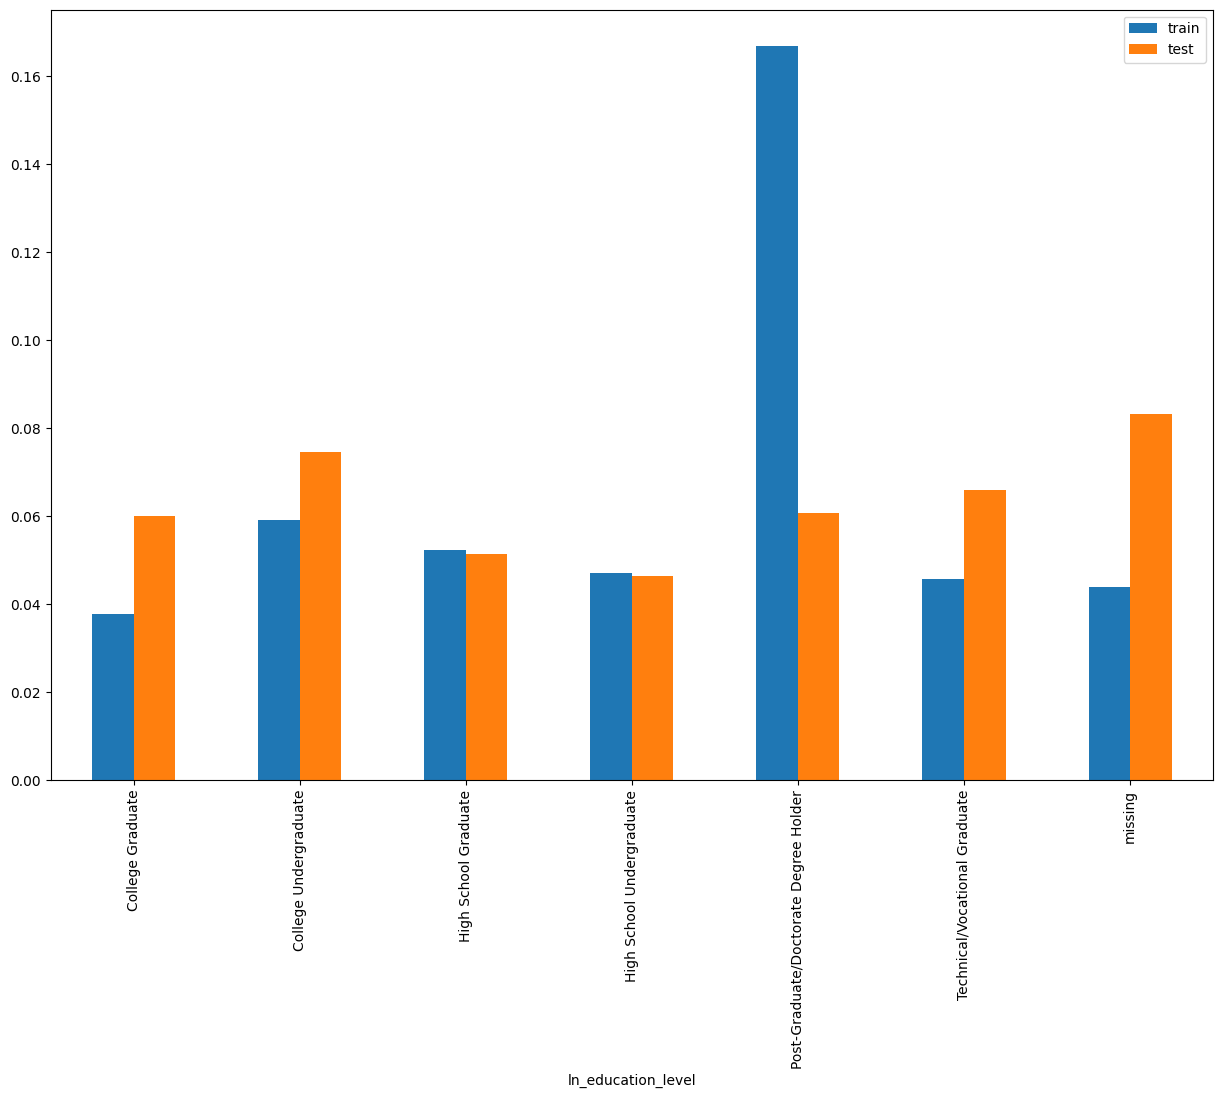 train
test
0.16
0.14
0.12
0.10
0.08
0.06
0.04
0.02
0.00
College Graduate
College Undergraduate
High School Graduate
High School Undergraduate
Post-Graduate/Doctorate Degree Holder
Technical/Vocational Graduate
missing
ln_education_level